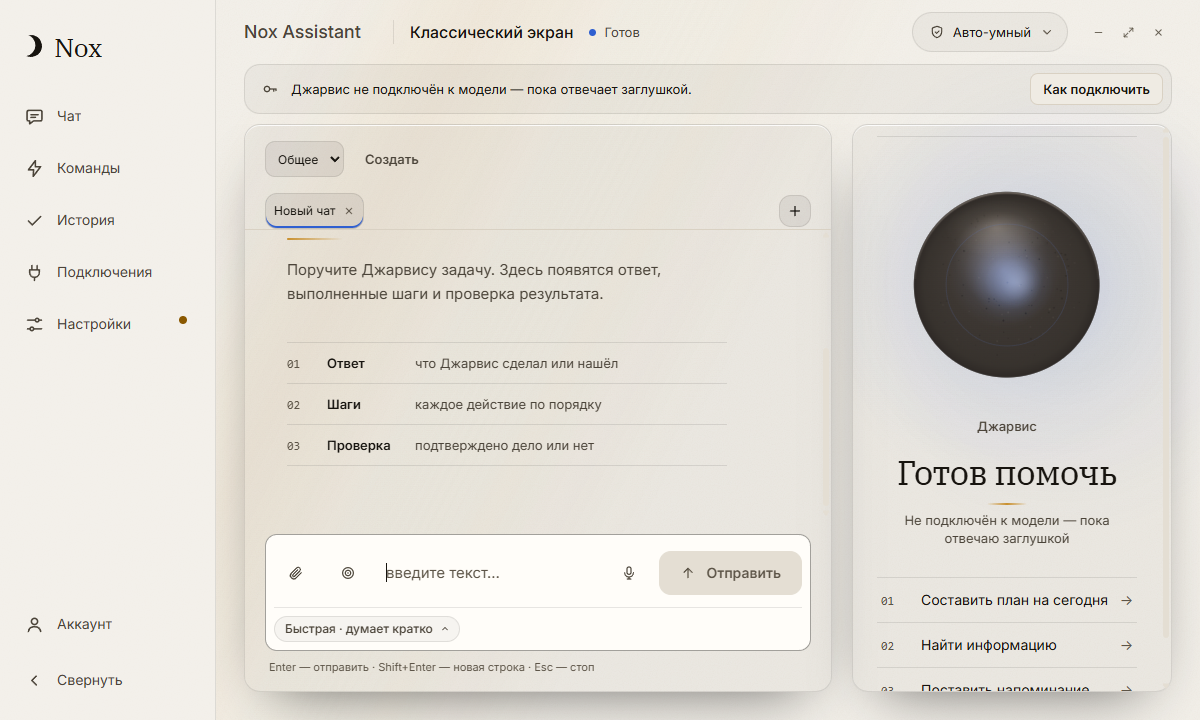 Nox
Чат
Команды
История
Подключения
Настройки
Аккаунт
Свернуть
Nox Assistant
Классический экран
Готов
Авто-умный
Джарвис не подключён к модели — пока отвечает заглушкой.
Как подключить
Общее
Создать
Новый чат
Поручите Джарвису задачу. Здесь появятся ответ,
выполненные шаги и проверка результата.
01 Ответ что Джарвис сделал или нашёл
02 Шаги каждое действие по порядку
03 Проверка подтверждено дело или нет
введите текст...
Отправить
Быстрая · думает кратко
Enter — отправить · Shift+Enter — новая строка · Esc — стоп
Джарвис
Готов помочь
Не подключён к модели — пока
отвечаю заглушкой
01 Составить план на сегодня
02 Найти информацию
03 Поставить напоминание